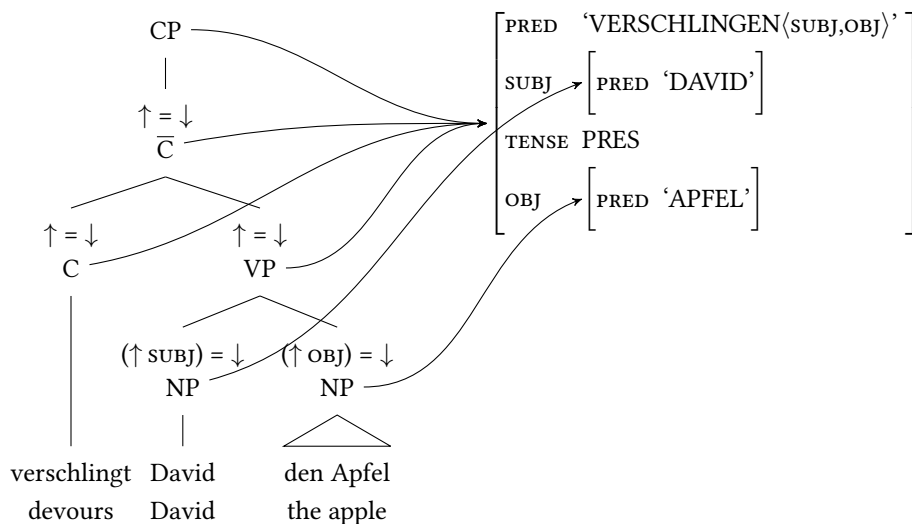 CP
↑ = ↓
C̅
↑ = ↓ ↑ = ↓
C VP
(↑ SUBJ) = ↓ (↑ OBJ) = ↓
NP NP
verschlingt David den Apfel
devours David the apple
PRED ‘VERSCHLINGEN⟨SUBJ,OBJ⟩’
SUBJ [PRED ‘DAVID’]
TENSE PRES
OBJ [PRED ‘APFEL’]